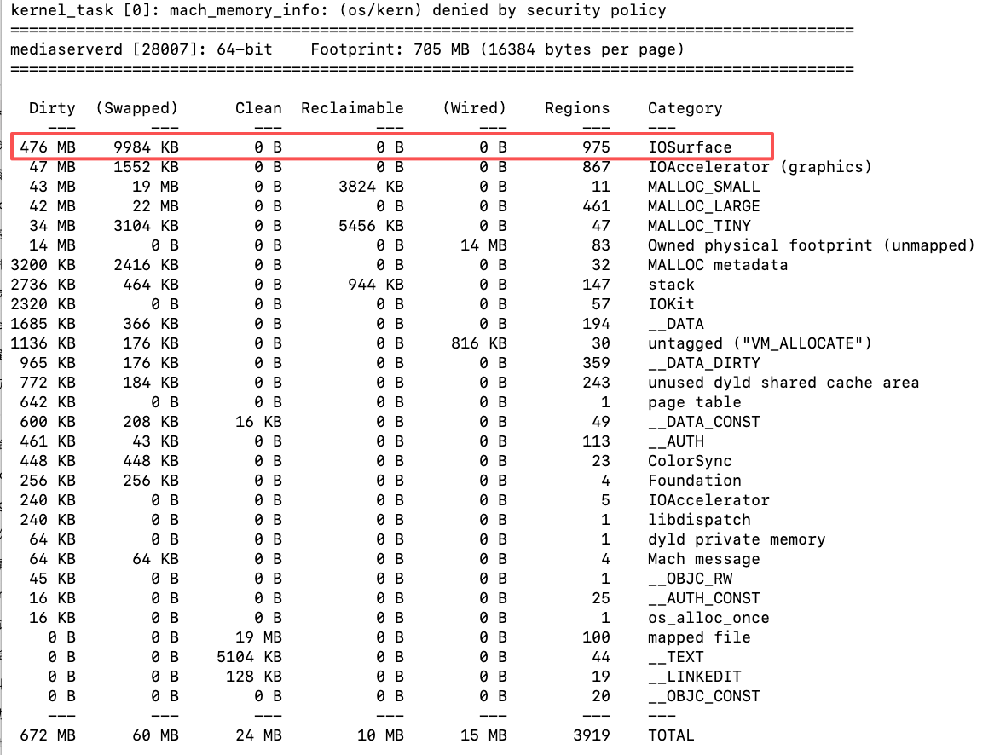 kernel_task [0]: mach_memory_info: (os/kern) denied by security policy
==========================================================================================
mediaserverd [28007]: 64-bit    Footprint: 705 MB (16384 bytes per page)
==========================================================================================
Dirty (Swapped) Clean Reclaimable (Wired) Regions Category
--- --- --- --- --- --- ---
476 MB 9984 KB 0 B 0 B 0 B 975 IOSurface
47 MB 1552 KB 0 B 0 B 0 B 867 IOAccelerator (graphics)
43 MB 19 MB 0 B 3824 KB 0 B 11 MALLOC_SMALL
42 MB 22 MB 0 B 0 B 0 B 461 MALLOC_LARGE
34 MB 3104 KB 0 B 5456 KB 0 B 47 MALLOC_TINY
14 MB 0 B 0 B 0 B 14 MB 83 Owned physical footprint (unmapped)
3200 KB 2416 KB 0 B 0 B 0 B 32 MALLOC metadata
2736 KB 464 KB 0 B 944 KB 0 B 147 stack
2320 KB 0 B 0 B 0 B 0 B 57 IOKit
1685 KB 366 KB 0 B 0 B 0 B 194 __DATA
1136 KB 176 KB 0 B 0 B 816 KB 30 untagged ("VM_ALLOCATE")
965 KB 176 KB 0 B 0 B 0 B 359 __DATA_DIRTY
772 KB 184 KB 0 B 0 B 0 B 243 unused dyld shared cache area
642 KB 0 B 0 B 0 B 0 B 1 page table
600 KB 208 KB 16 KB 0 B 0 B 49 __DATA_CONST
461 KB 43 KB 0 B 0 B 0 B 113 __AUTH
448 KB 448 KB 0 B 0 B 0 B 23 ColorSync
256 KB 256 KB 0 B 0 B 0 B 4 Foundation
240 KB 0 B 0 B 0 B 0 B 5 IOAccelerator
240 KB 0 B 0 B 0 B 0 B 1 libdispatch
64 KB 0 B 0 B 0 B 0 B 1 dyld private memory
64 KB 64 KB 0 B 0 B 0 B 4 Mach message
45 KB 0 B 0 B 0 B 0 B 1 __OBJC_RW
16 KB 0 B 0 B 0 B 0 B 25 __AUTH_CONST
16 KB 0 B 0 B 0 B 0 B 1 os_alloc_once
0 B 0 B 19 MB 0 B 0 B 100 mapped file
0 B 0 B 5104 KB 0 B 0 B 44 __TEXT
0 B 0 B 128 KB 0 B 0 B 19 __LINKEDIT
0 B 0 B 0 B 0 B 0 B 20 __OBJC_CONST
--- --- --- --- --- --- ---
672 MB 60 MB 24 MB 10 MB 15 MB 3919 TOTAL